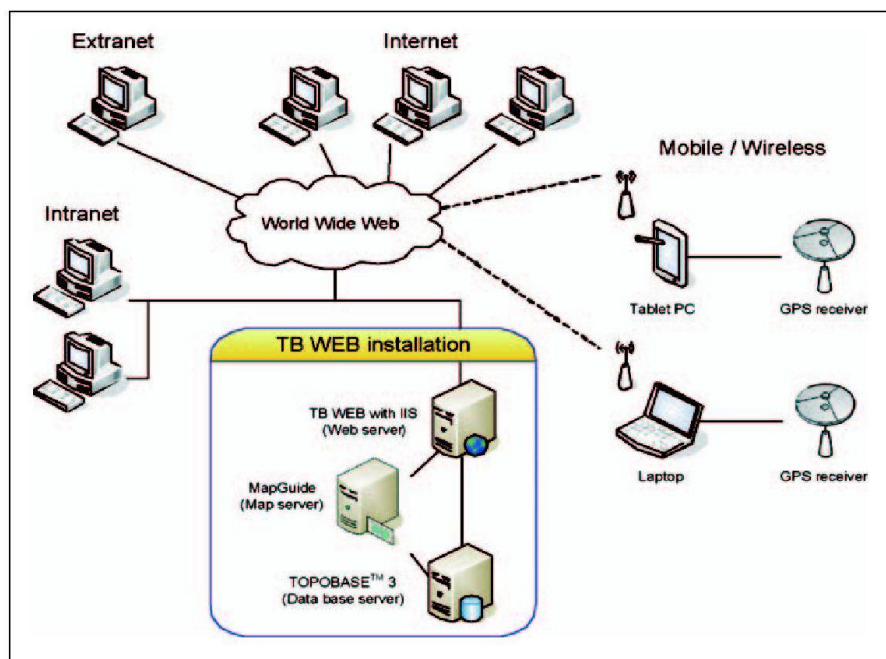 Extranet
Internet
Mobile / Wireless
Intranet
World Wide Web
Tablet PC
GPS receiver
TB WEB installation
TB WEB with IIS
(Web server)
MapGuide
(Map server)
Laptop
GPS receiver
TOPOBASE™ 3
(Data base server)